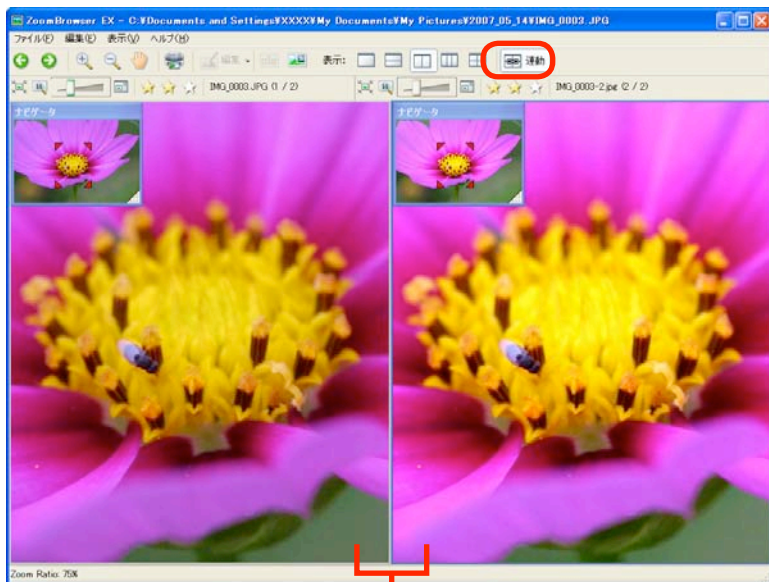 ZoomBrowser EX - C:¥Documents and Settings¥XXXX¥My Documents¥My Pictures¥2007_05_14¥IMG_0003.JPG
ファイル(F) 編集(E) 表示(V) ヘルプ(H)
編集 表示: 連動
IMG_0003.JPG (1 / 2) IMG_0003-2.jpg (2 / 2)
ナビゲータ ナビゲータ
Zoom Ratio: 75%